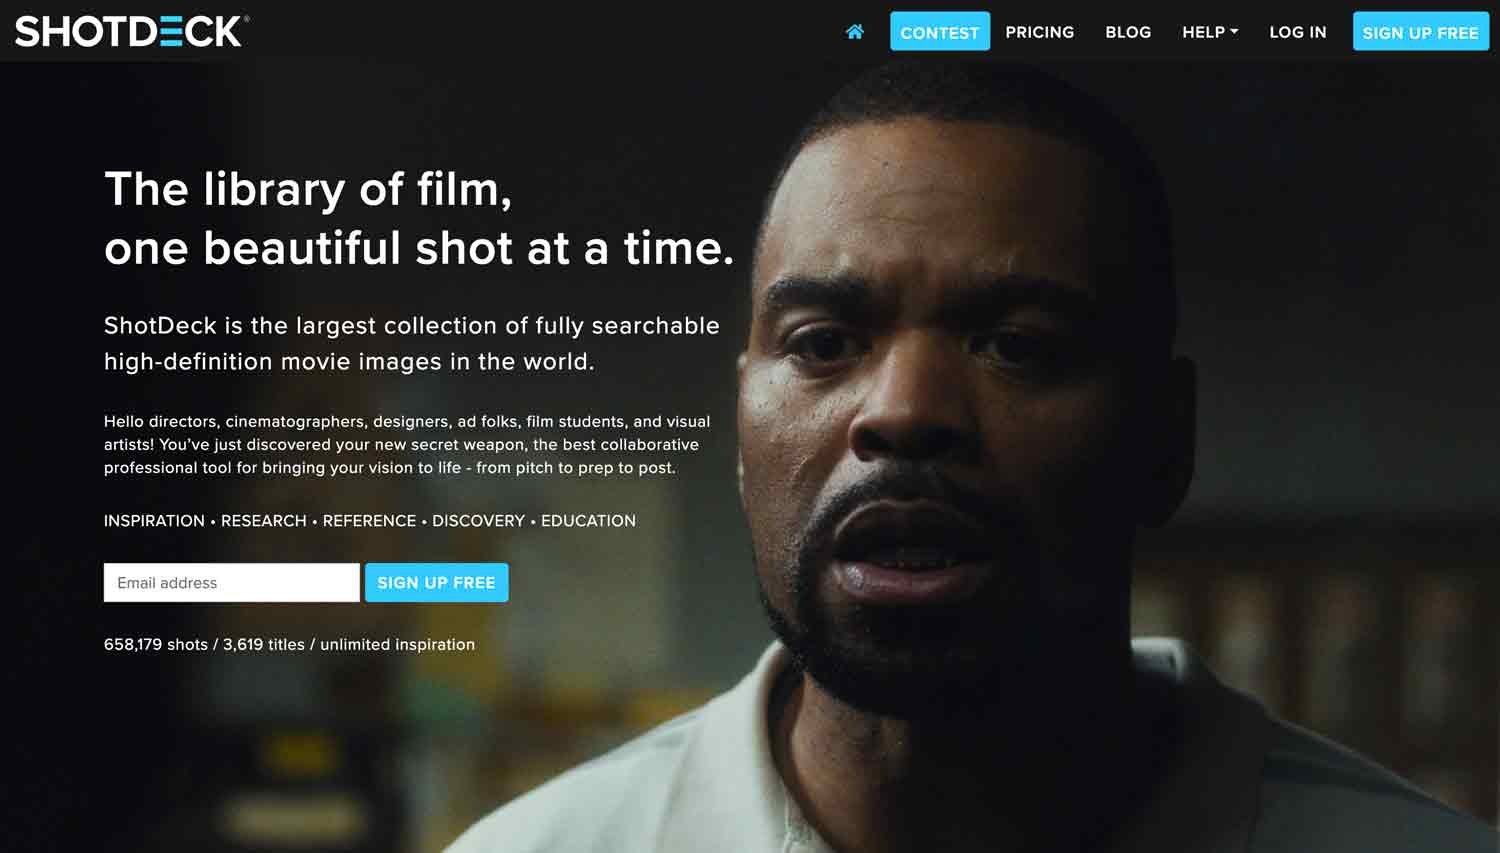 SHOTDECK®
CONTEST PRICING BLOG HELP LOG IN SIGN UP FREE
The library of film,
one beautiful shot at a time.
ShotDeck is the largest collection of fully searchable
high-definition movie images in the world.
Hello directors, cinematographers, designers, ad folks, film students, and visual
artists! You’ve just discovered your new secret weapon, the best collaborative
professional tool for bringing your vision to life - from pitch to prep to post.
INSPIRATION • RESEARCH • REFERENCE • DISCOVERY • EDUCATION
Email address SIGN UP FREE
658,179 shots / 3,619 titles / unlimited inspiration